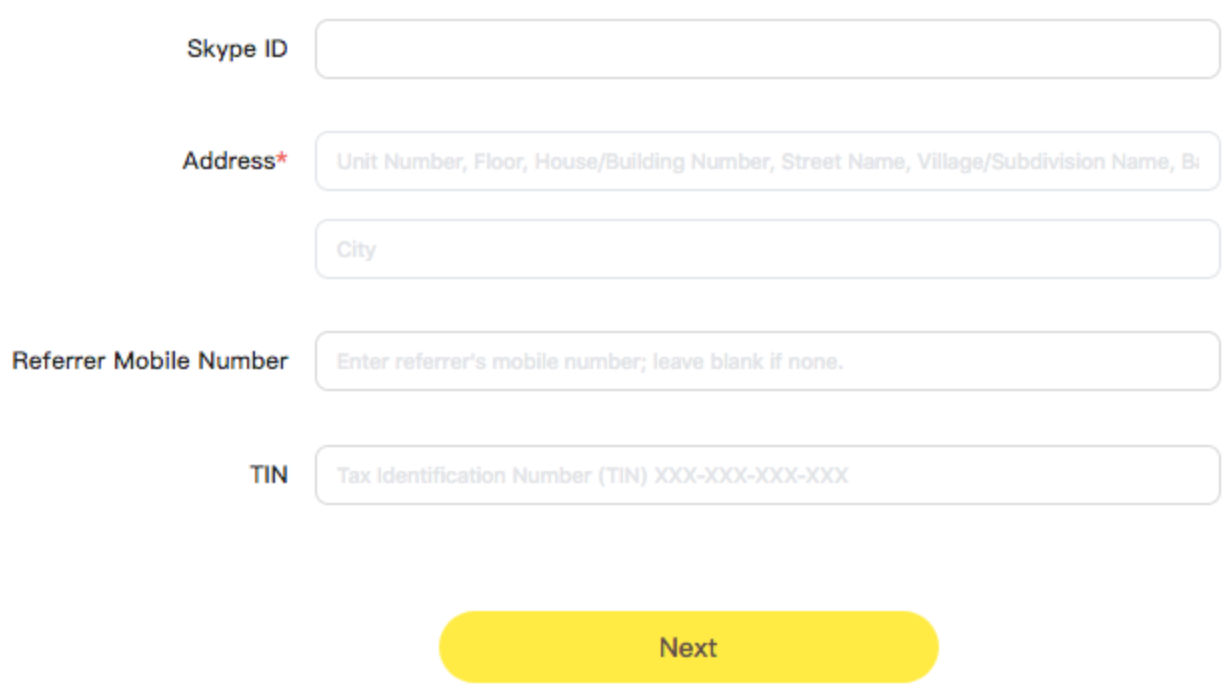 Skype ID
Address*
Unit Number, Floor, House/Building Number, Street Name, Village/Subdivision Name,
City
Referrer Mobile Number
Enter referrer's mobile number; leave blank if none.
TIN
Tax Identification Number (TIN) XXX-XXX-XXX-XXX
Next